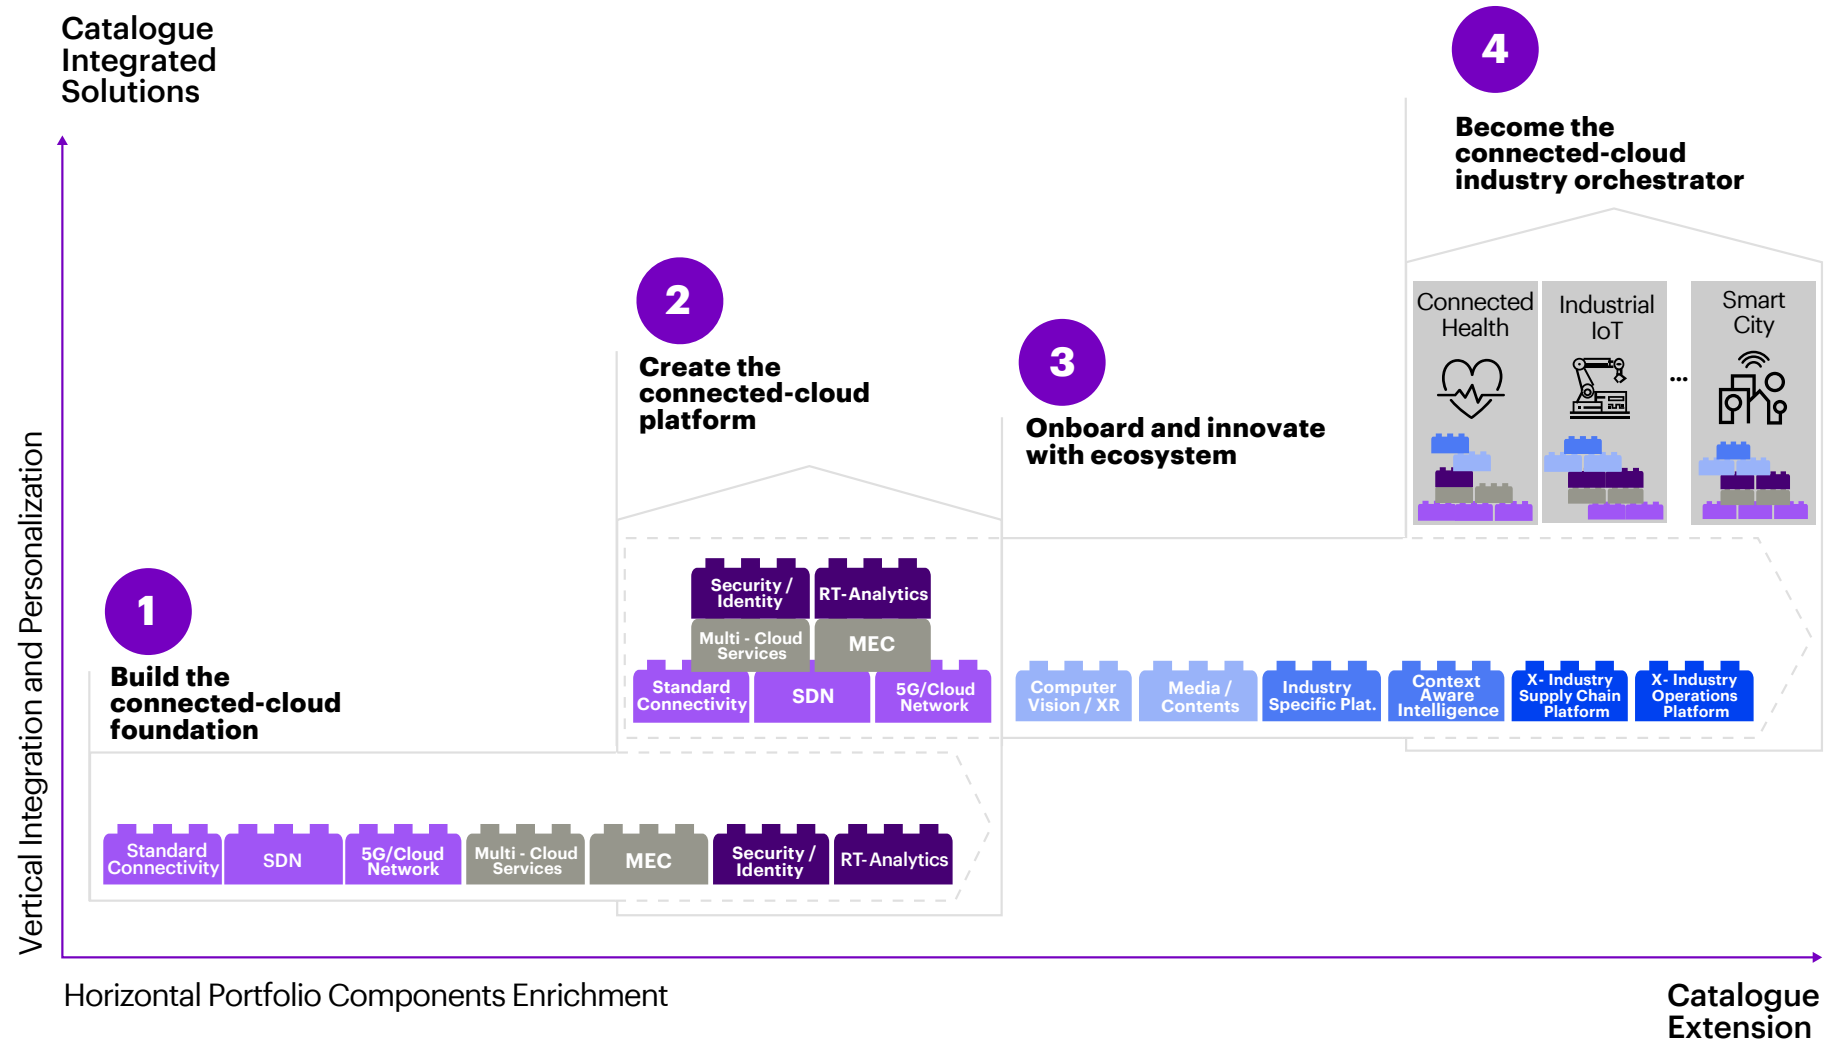 Catalogue
Integrated
Solutions
Vertical Integration and Personalization
1
Build the
connected-cloud
foundation
Standard
Connectivity
SDN
5G/Cloud
Network
Multi - Cloud
Services
MEC
Security /
Identity
RT-Analytics
2
Create the
connected-cloud
platform
Security /
Identity
RT-Analytics
Multi - Cloud
Services
MEC
Standard
Connectivity
SDN
5G/Cloud
Network
3
Onboard and innovate
with ecosystem
Computer
Vision / XR
Media /
Contents
Industry
Specific Plat.
Context
Aware
Intelligence
X- Industry
Supply Chain
Platform
X- Industry
Operations
Platform
4
Become the
connected-cloud
industry orchestrator
Connected
Health
Industrial
IoT
...
Smart
City
Horizontal Portfolio Components Enrichment
Catalogue
Extension